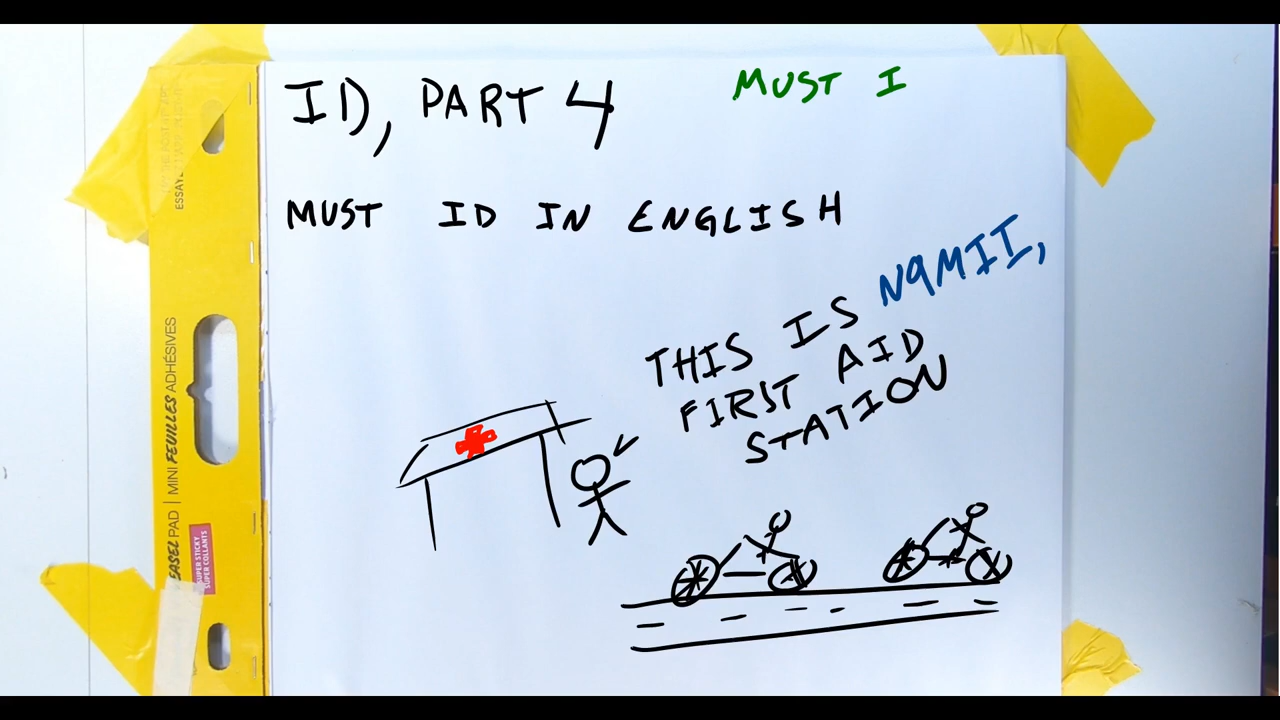 ID, PART 4
MUST I
MUST ID IN ENGLISH
THIS IS N9MII,
FIRST AID
STATION
EASEL PAD | MINI FEUILLES ADHÉSIVES
SUPER STICKY
SUPER COLLANTS